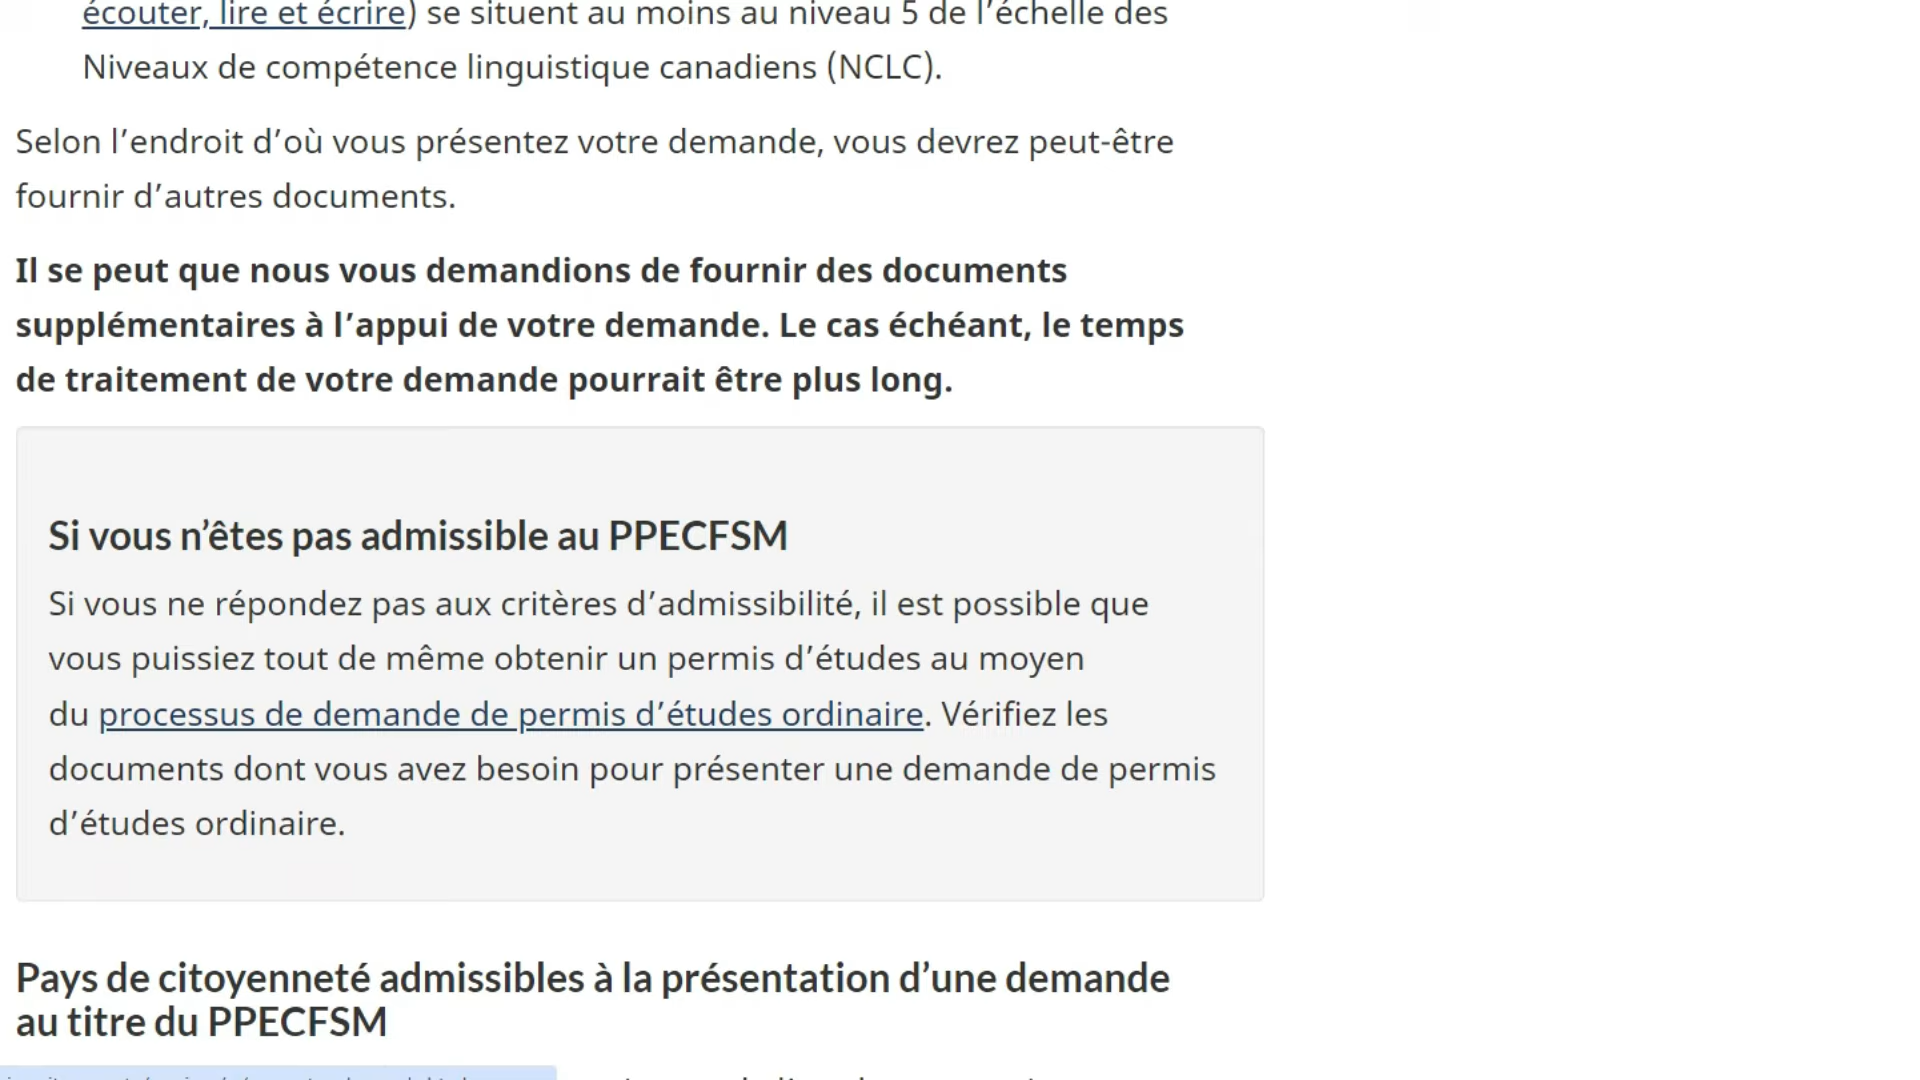 écouter, lire et écrire) se situent au moins au niveau 5 de l’échelle des
Niveaux de compétence linguistique canadiens (NCLC).
Selon l’endroit d’où vous présentez votre demande, vous devrez peut-être
fournir d’autres documents.
Il se peut que nous vous demandions de fournir des documents
supplémentaires à l’appui de votre demande. Le cas échéant, le temps
de traitement de votre demande pourrait être plus long.
Si vous n’êtes pas admissible au PPECFSM
Si vous ne répondez pas aux critères d’admissibilité, il est possible que
vous puissiez tout de même obtenir un permis d’études au moyen
du processus de demande de permis d’études ordinaire. Vérifiez les
documents dont vous avez besoin pour présenter une demande de permis
d’études ordinaire.
Pays de citoyenneté admissibles à la présentation d’une demande
au titre du PPECFSM